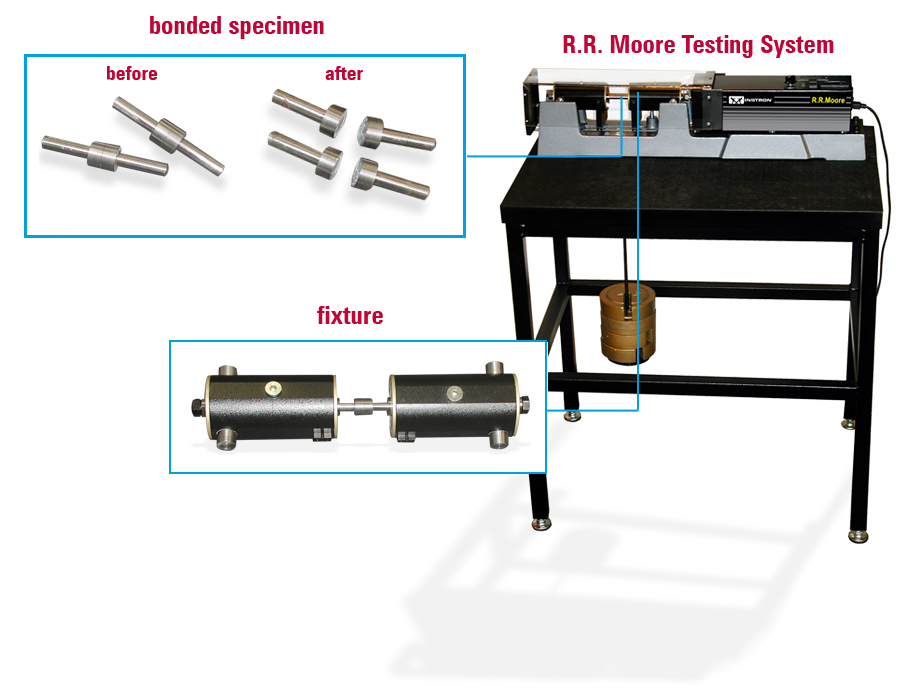 bonded specimen
before
after
R.R. Moore Testing System
INSTRON
R.R.Moore
fixture